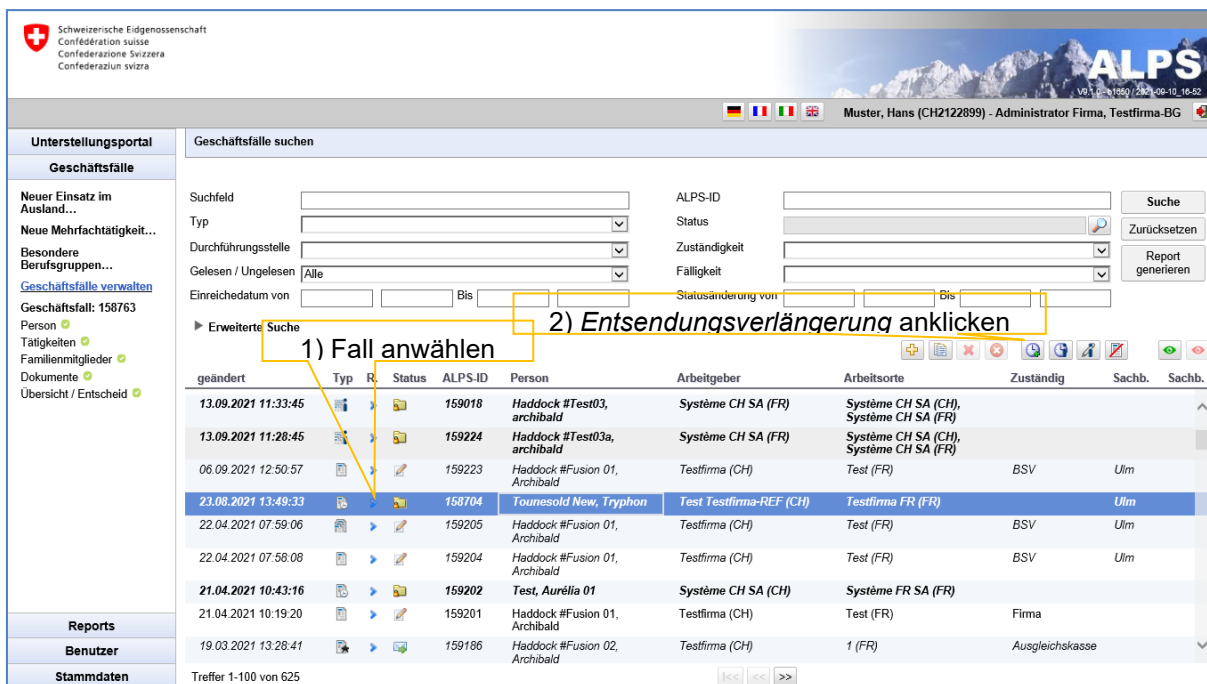 Schweizerische Eidgenossenschaft
Confédération suisse
Confederazione Svizzera
Confederaziun svizra
ALPS
V9.1.0 - b1650 / 2021-09-10_16-52
Muster, Hans (CH2122899) - Administrator Firma, Testfirma-BG
Unterstellungsportal
Geschäftsfälle
Neuer Einsatz im
Ausland...
Neue Mehrfachtätigkeit...
Besondere
Berufsgruppen...
Geschäftsfälle verwalten
Geschäftsfall: 158763
Person
Tätigkeiten
Familienmitglieder
Dokumente
Übersicht / Entscheid
Reports
Benutzer
Stammdaten
Geschäftsfälle suchen
Suchfeld ALPS-ID Suche
Typ Status Zurücksetzen
Durchführungsstelle Zuständigkeit Report
generieren
Gelesen / Ungelesen Alle Fälligkeit
Einreichedatum von Bis Statusänderung von Bis
2) Entsendungsverlängerung anklicken
Erweiterte Suche
1) Fall anwählen
geändert Typ R. Status ALPS-ID Person Arbeitgeber Arbeitsorte Zuständig Sachb. Sachb.
13.09.2021 11:33:45 159018 Haddock #Test03, Système CH SA (FR) Système CH SA (CH),
archibald Système CH SA (FR)
13.09.2021 11:28:45 159224 Haddock #Test03a, Système CH SA (FR) Système CH SA (CH),
archibald Système CH SA (FR)
06.09.2021 12:50:57 159223 Haddock #Fusion 01, Testfirma (CH) Test (FR) BSV Ulm
Archibald
23.08.2021 13:49:33 158704 Tounesold New, Tryphon Test Testfirma-REF (CH) Testfirma FR (FR) Ulm
22.04.2021 07:59:06 159205 Haddock #Fusion 01, Testfirma (CH) Test (FR) BSV Ulm
Archibald
22.04.2021 07:58:08 159204 Haddock #Fusion 01, Testfirma (CH) Test (FR) BSV Ulm
Archibald
21.04.2021 10:43:16 159202 Test, Aurélia 01 Système CH SA (CH) Système FR SA (FR)
21.04.2021 10:19:20 159201 Haddock #Fusion 01, Testfirma (CH) Test (FR) Firma
Archibald
19.03.2021 13:28:41 159186 Haddock #Fusion 02, Testfirma (CH) 1 (FR) Ausgleichskasse
Archibald
Treffer 1-100 von 625 |<< << >>